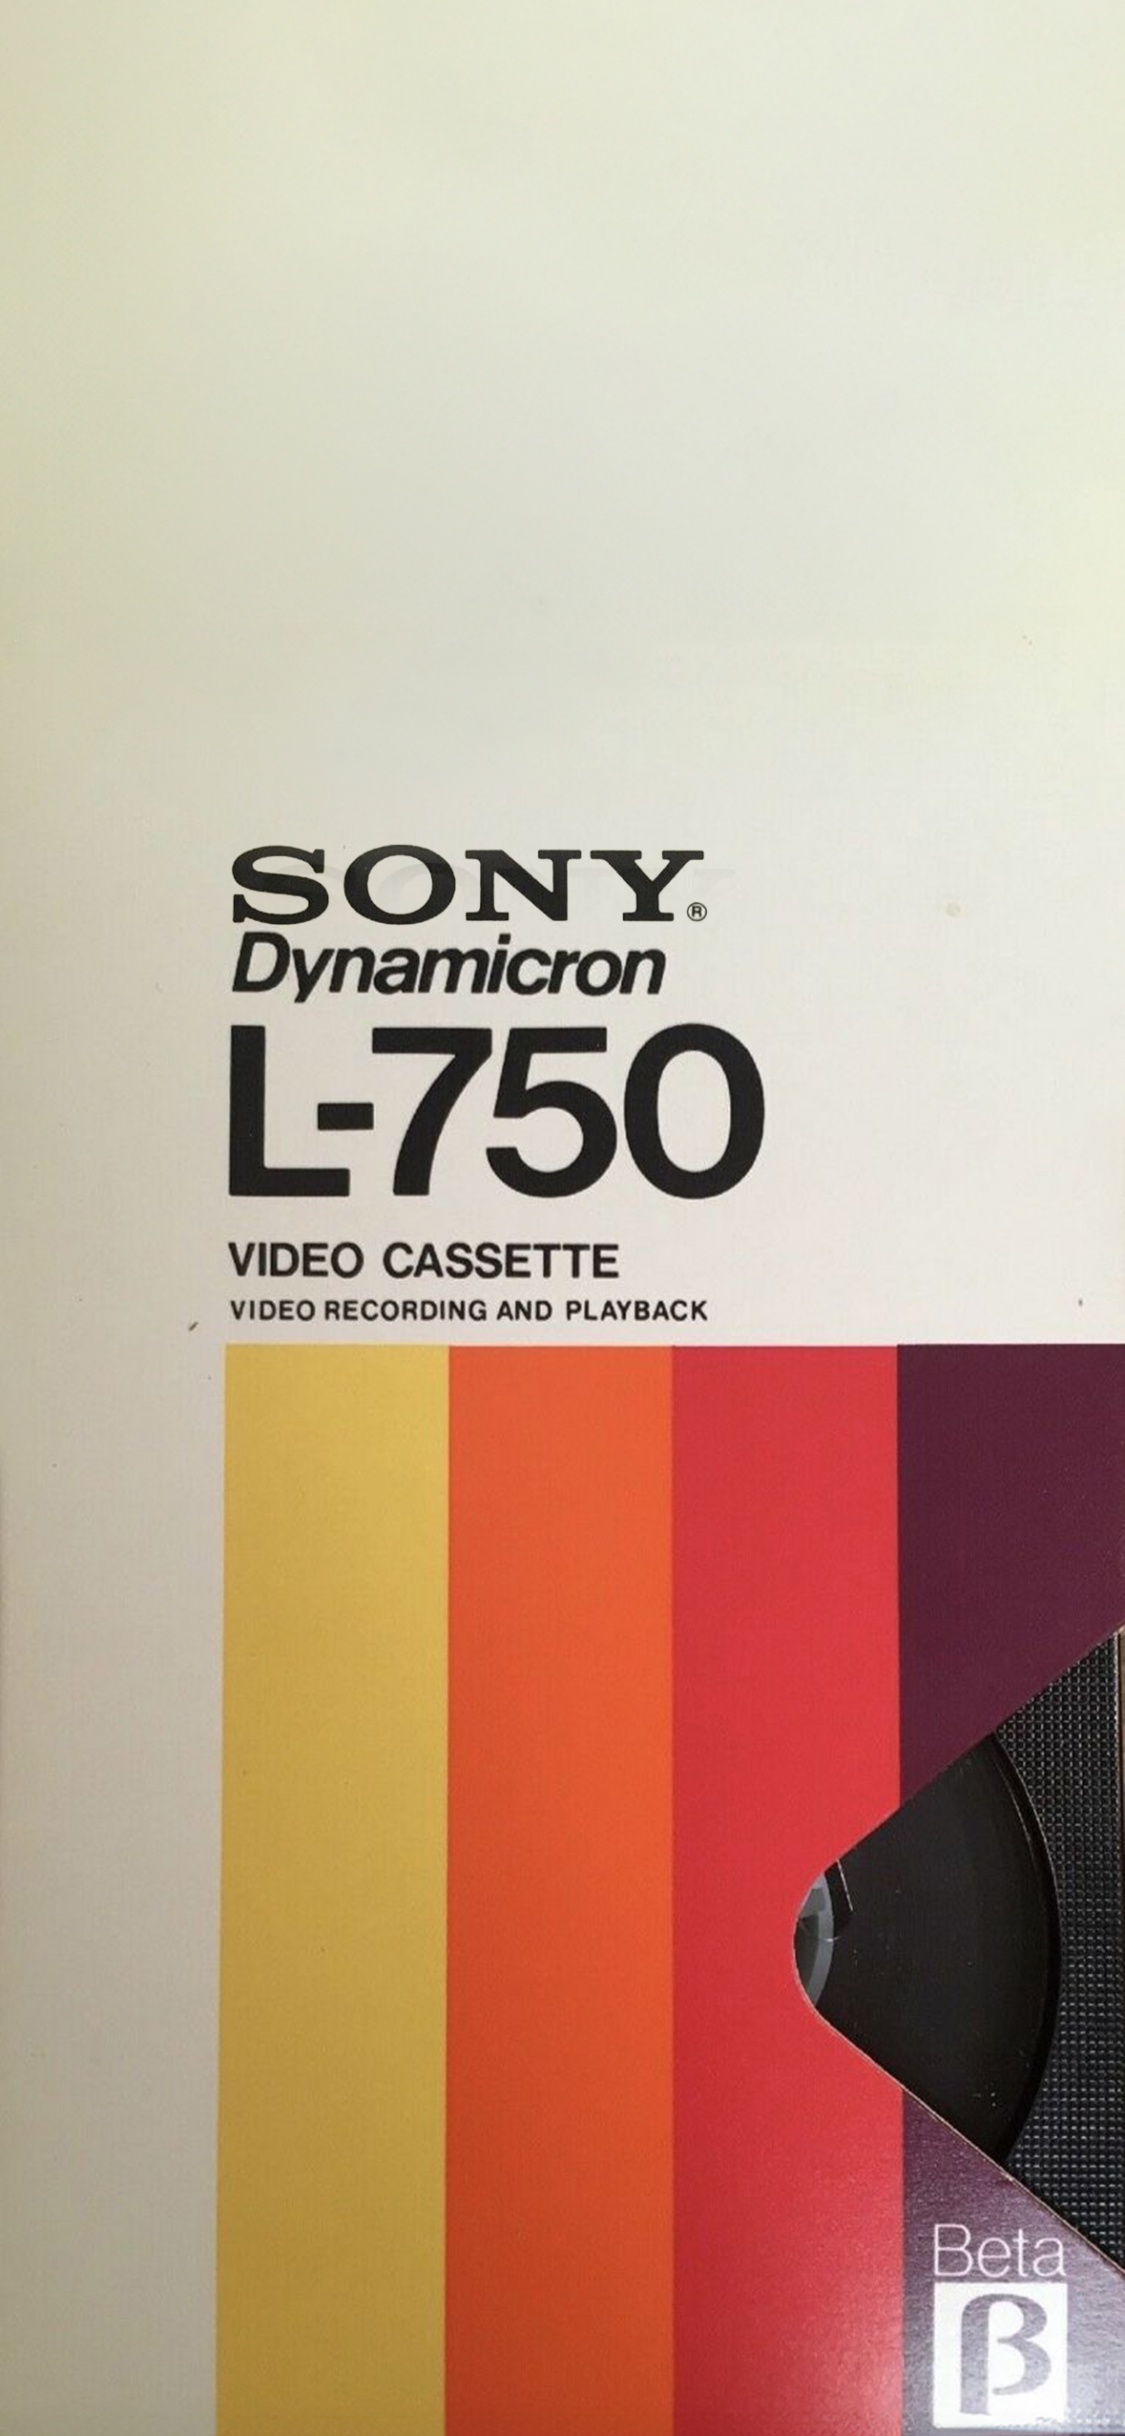 SONY®
Dynamicron
L-750
VIDEO CASSETTE
VIDEO RECORDING AND PLAYBACK
Beta
β